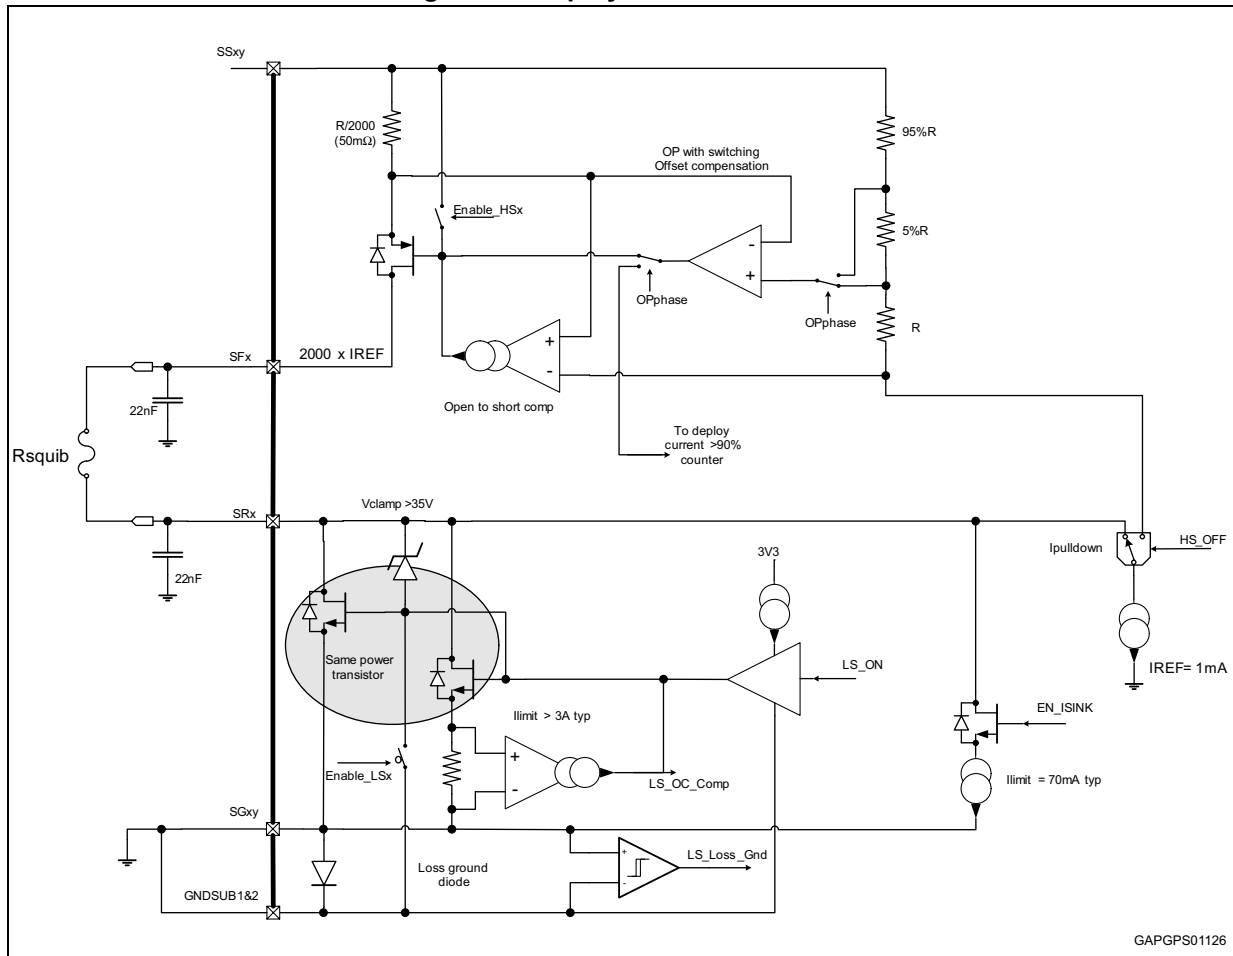 SSxy
R/2000
(50mΩ)
95%R
OP with switching
Offset compensation
Enable_HSx
5%R
-
+
OPphase
OPphase
R
+
-
SFx
2000 x IREF
22nF
Open to short comp
To deploy
current >90%
counter
Rsquib
Vclamp >35V
SRx
3V3
Ipulldown
HS_OFF
22nF
Same power
transistor
LS_ON
IREF= 1mA
Ilimit > 3A typ
EN_ISINK
+
-
Enable_LSx
LS_OC_Comp
Ilimit = 70mA typ
SGxy
+
-
LS_Loss_Gnd
Loss ground
diode
GNDSUB1&2
GAPGPS01126